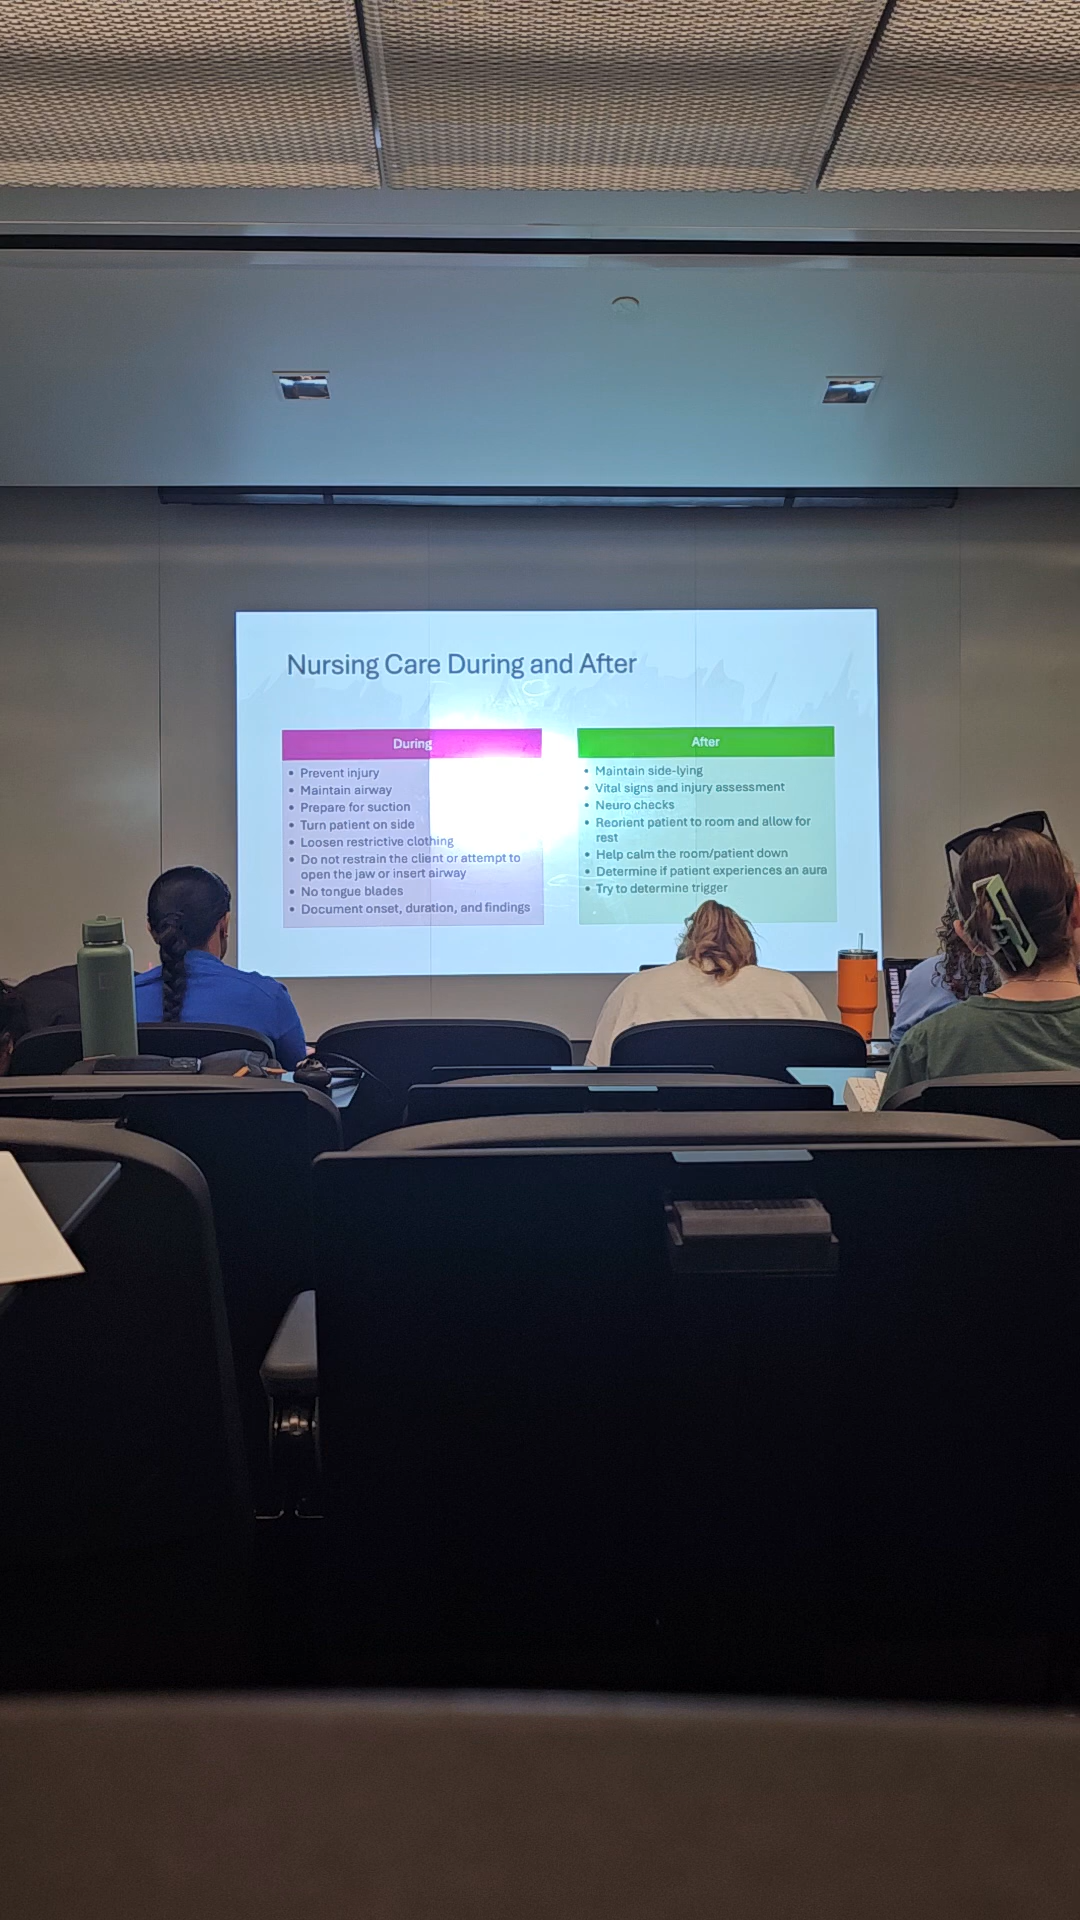 Nursing Care During and After
During
• Prevent injury
• Maintain airway
• Prepare for suction
• Turn patient on side
• Loosen restrictive clothing
• Do not restrain the client or attempt to
open the jaw or insert airway
• No tongue blades
• Document onset, duration, and findings
After
• Maintain side-lying
• Vital signs and injury assessment
• Neuro checks
• Reorient patient to room and allow for
rest
• Help calm the room/patient down
• Determine if patient experiences an aura
• Try to determine trigger